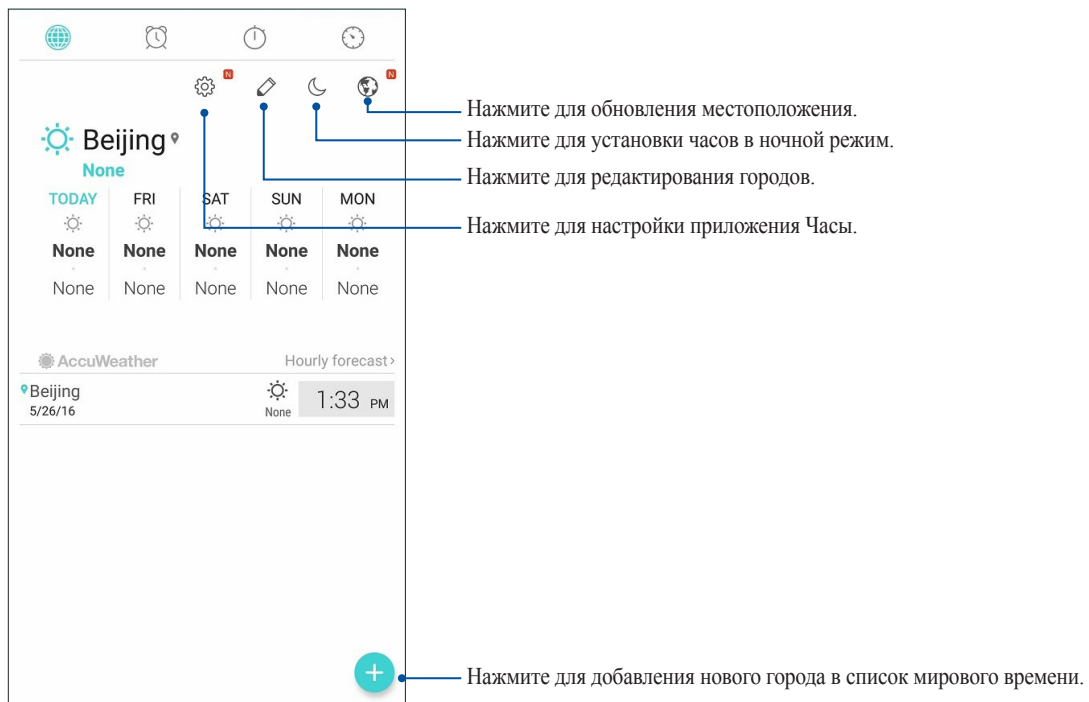 N N
Нажмите для обновления местоположения.
Нажмите для установки часов в ночной режим.
Beijing
None
Нажмите для редактирования городов.
TODAY FRI SAT SUN MON
Нажмите для настройки приложения Часы.
None None None None None
None None None None None
AccuWeather Hourly forecast>
Beijing
5/26/16
None
1:33 PM
Нажмите для добавления нового города в список мирового времени.